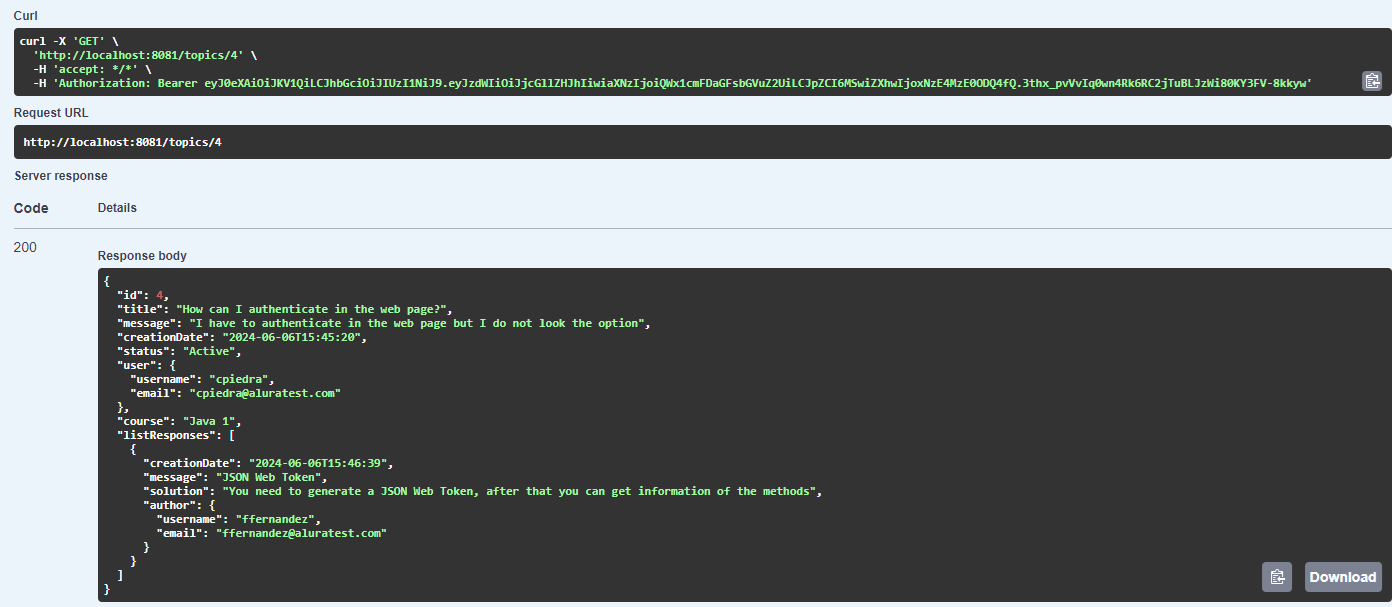 Curl
curl -X 'GET' \
  'http://localhost:8081/topics/4' \
  -H 'accept: */*' \
  -H 'Authorization: Bearer eyJ0eXAiOiJKV1QiLCJhbGciOiJIUzI1NiJ9.eyJzdWIiOiJjcGllZHJhIiwiaXNzIjoiQWx1cmFDaGFsbGVuZ2UiLCJpZCI6MSwiZXhwIjoxNzE4MzE0ODQ4fQ.3thx_pvVvIq0wn4Rk6RC2jTuBLJzWi80KY3FV-8kkyw'
Request URL
http://localhost:8081/topics/4
Server response
Code Details
200
Response body
{
  "id": 4,
  "title": "How can I authenticate in the web page?",
  "message": "I have to authenticate in the web page but I do not look the option",
  "creationDate": "2024-06-06T15:45:20",
  "status": "Active",
  "user": {
    "username": "cpiedra",
    "email": "cpiedra@aluratest.com"
  },
  "course": "Java 1",
  "listResponses": [
    {
      "creationDate": "2024-06-06T15:46:39",
      "message": "JSON Web Token",
      "solution": "You need to generate a JSON Web Token, after that you can get information of the methods",
      "author": {
        "username": "ffernandez",
        "email": "ffernandez@aluratest.com"
      }
    }
  ]
}
Download